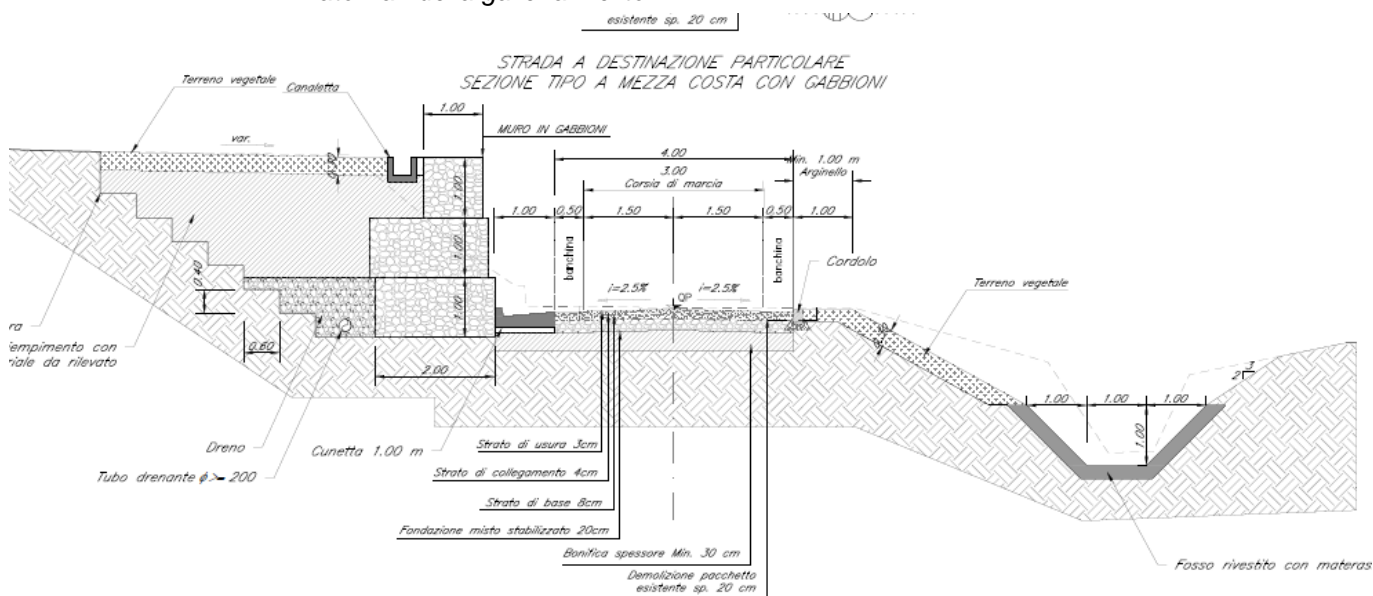 esistente sp. 20 cm
STRADA A DESTINAZIONE PARTICOLARE
SEZIONE TIPO A MEZZA COSTA CON GABBIONI
Terreno vegetale
Canaletta
1.00
MURO IN GABBIONI
var.
4.00
Min. 1.00 m
Arginello
3.00
Corsia di marcia
1.00
1.00
0.50
1.50
1.50
0.50
1.00
1.00
banchina
banchina
Cordolo
i=2.5%
QP
i=2.5%
Terreno vegetale
0.40
1.00
ra
iempimento con
riale da rilevato
0.60
2.00
3
2
1.00
1.00
1.00
1.00
Dreno
Cunetta 1.00 m
Tubo drenante ϕ>= 200
Strato di usura 3cm
Strato di collegamento 4cm
Strato di base 8cm
Fondazione misto stabilizzato 20cm
Bonifica spessore Min. 30 cm
Demolizione pacchetto
esistente sp. 20 cm
Fosso rivestito con materas